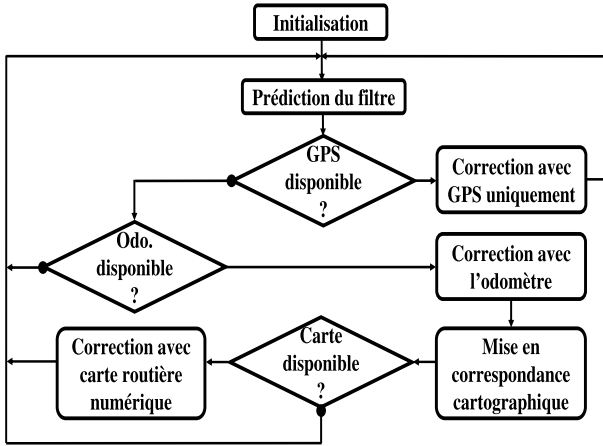 Initialisation
Prédiction du filtre
GPS
disponible
?
Correction avec
GPS uniquement
Odo.
disponible
?
Correction avec
l'odomètre
Mise en
correspondance
cartographique
Carte
disponible
?
Correction avec
carte routière
numérique